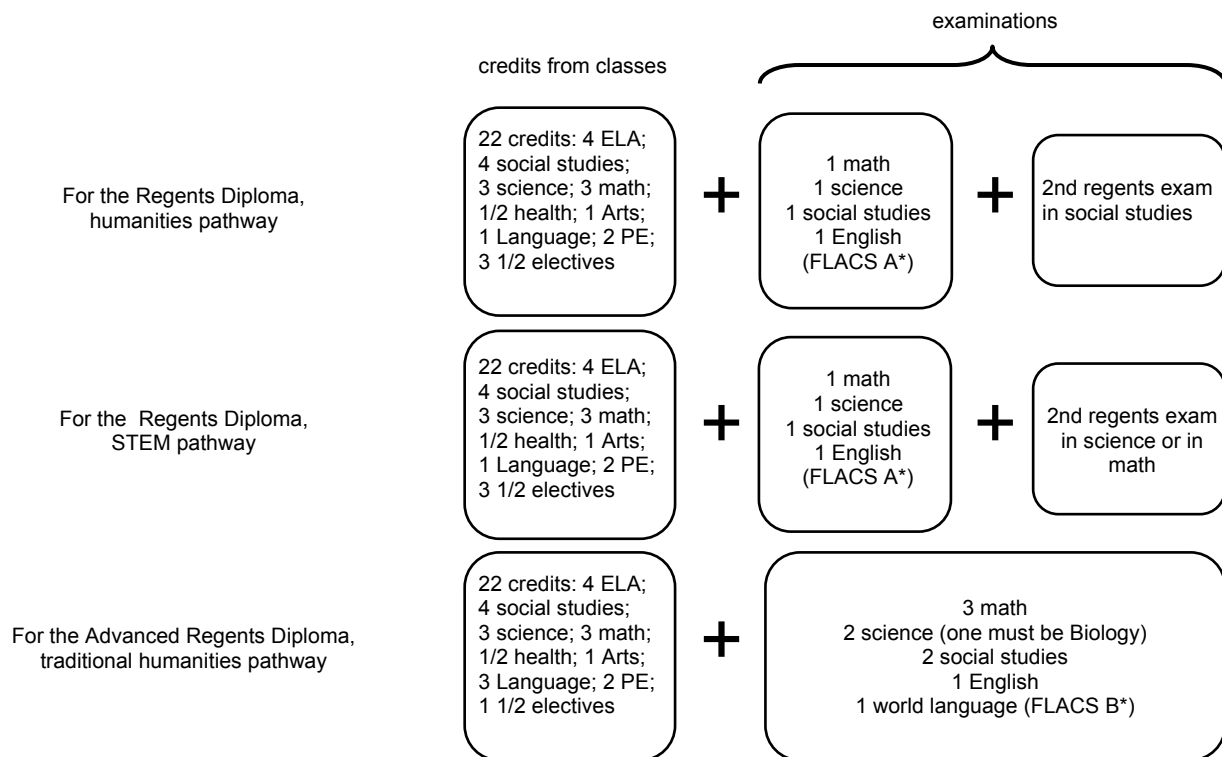 examinations
credits from classes
For the Regents Diploma,
humanities pathway
22 credits: 4 ELA;
4 social studies;
3 science; 3 math;
1/2 health; 1 Arts;
1 Language; 2 PE;
3 1/2 electives
+
1 math
1 science
1 social studies
1 English
(FLACS A*)
+
2nd regents exam
in social studies
For the Regents Diploma,
STEM pathway
22 credits: 4 ELA;
4 social studies;
3 science; 3 math;
1/2 health; 1 Arts;
1 Language; 2 PE;
3 1/2 electives
+
1 math
1 science
1 social studies
1 English
(FLACS A*)
+
2nd regents exam
in science or in
math
For the Advanced Regents Diploma,
traditional humanities pathway
22 credits: 4 ELA;
4 social studies;
3 science; 3 math;
1/2 health; 1 Arts;
3 Language; 2 PE;
1 1/2 electives
+
3 math
2 science (one must be Biology)
2 social studies
1 English
1 world language (FLACS B*)